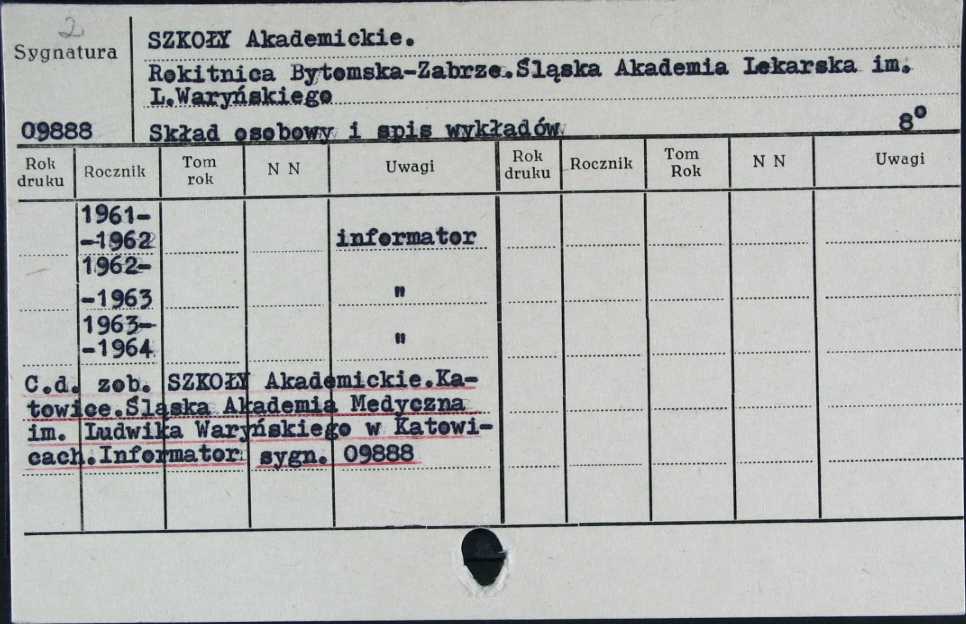 2
Sygnatura
SZKOŁY Akademickie.
Rokitnica Bytomska-Zabrze.Śląska Akademia Lekarska im.
L.Waryńskiego
09888
Skład osobowy i spis wykładów
8°
Rok druku Rocznik Tom rok N N Uwagi Rok druku Rocznik Tom Rok N N Uwagi
1961-
-1962 informator
1962-
-1963 "
1963-
-1964 "
C.d. zob. SZKOŁY Akademickie.Ka-
towice.Śląska Akademia Medyczna
im. Ludwika Waryńskiego w Katowi-
cach.Informator sygn. 09888